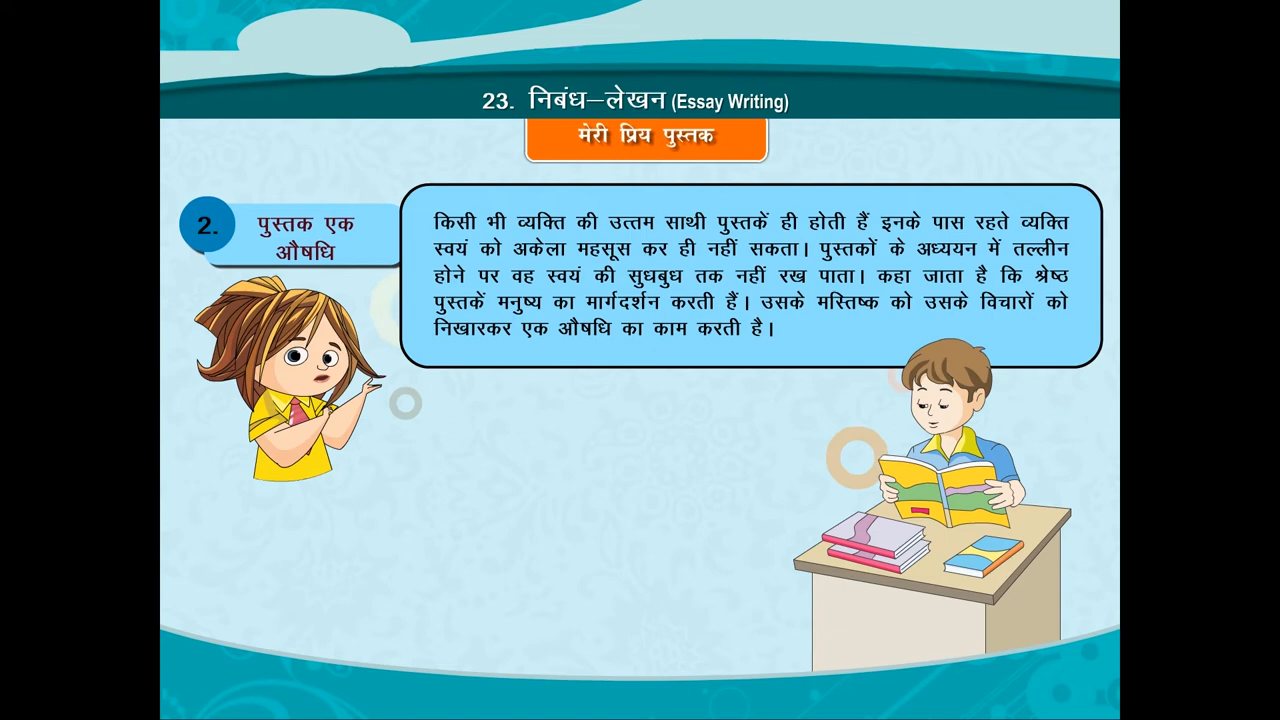 23. निबंध–लेखन (Essay Writing)
मेरी प्रिय पुस्तक
2. पुस्तक एक
औषधि
किसी भी व्यक्ति की उत्तम साथी पुस्तकें ही होती हैं इनके पास रहते व्यक्ति
स्वयं को अकेला महसूस कर ही नहीं सकता। पुस्तकों के अध्ययन में तल्लीन
होने पर वह स्वयं की सुधबुध तक नहीं रख पाता। कहा जाता है कि श्रेष्ठ
पुस्तकें मनुष्य का मार्गदर्शन करती हैं। उसके मस्तिष्क को उसके विचारों को
निखारकर एक औषधि का काम करती है।